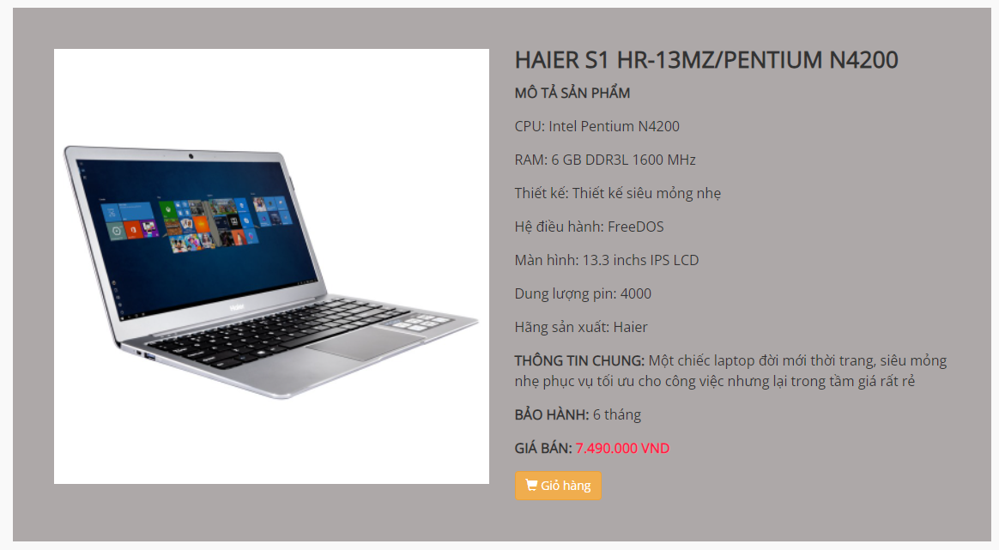 HAIER S1 HR-13MZ/PENTIUM N4200
MÔ TẢ SẢN PHẨM
CPU: Intel Pentium N4200
RAM: 6 GB DDR3L 1600 MHz
Thiết kế: Thiết kế siêu mỏng nhẹ
Hệ điều hành: FreeDOS
Màn hình: 13.3 inchs IPS LCD
Dung lượng pin: 4000
Hãng sản xuất: Haier
THÔNG TIN CHUNG: Một chiếc laptop đời mới thời trang, siêu mỏng
nhẹ phục vụ tối ưu cho công việc nhưng lại trong tầm giá rất rẻ
BẢO HÀNH: 6 tháng
GIÁ BÁN: 7.490.000 VND
Giỏ hàng
Haier